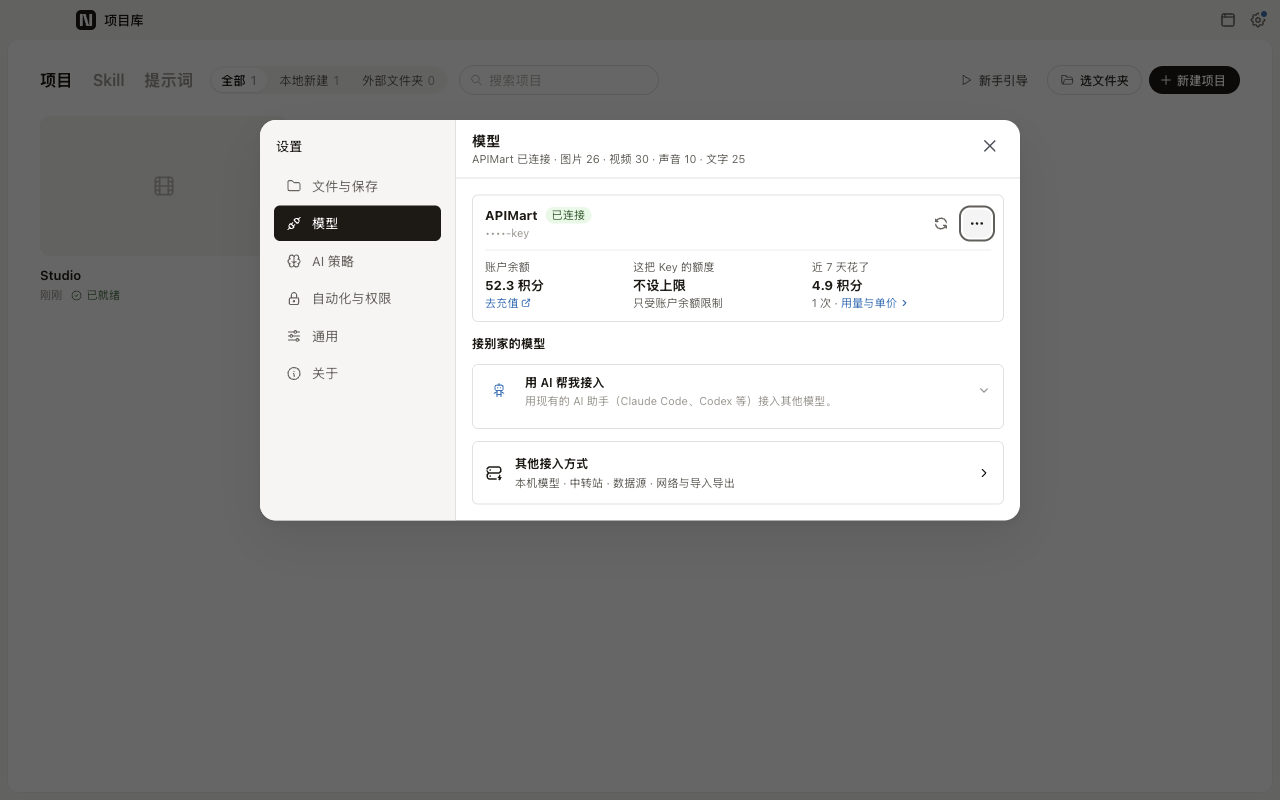 项目库
项目 Skill 提示词 全部 1 本地新建 1 外部文件夹 0 搜索项目 新手引导 选文件夹 新建项目
Studio
刚刚 已就绪
设置
文件与保存
模型
AI 策略
自动化与权限
通用
关于
模型
APIMart 已连接 · 图片 26 · 视频 30 · 声音 10 · 文字 25
APIMart 已连接
•••••-key
账户余额
52.3 积分
去充值
这把 Key 的额度
不设上限
只受账户余额限制
近 7 天花了
4.9 积分
1 次 · 用量与单价
接别家的模型
用 AI 帮我接入
用现有的 AI 助手（Claude Code、Codex 等）接入其他模型。
其他接入方式
本机模型 · 中转站 · 数据源 · 网络与导入导出